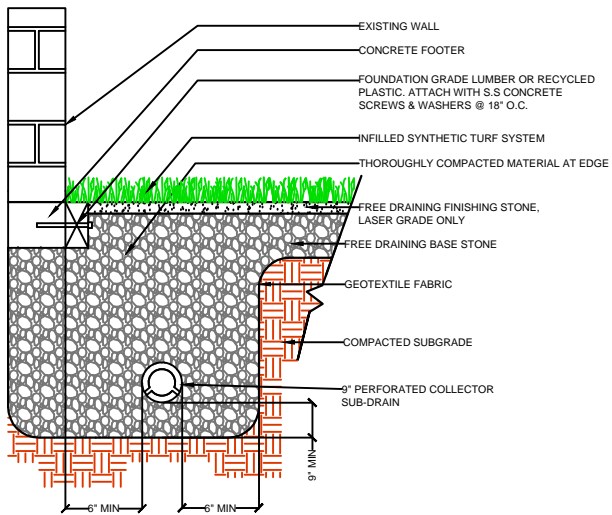 EXISTING WALL
CONCRETE FOOTER
FOUNDATION GRADE LUMBER OR RECYCLED
PLASTIC. ATTACH WITH S.S CONCRETE
SCREWS & WASHERS @ 18" O.C.
INFILLED SYNTHETIC TURF SYSTEM
THOROUGHLY COMPACTED MATERIAL AT EDGE
FREE DRAINING FINISHING STONE,
LASER GRADE ONLY
FREE DRAINING BASE STONE
GEOTEXTILE FABRIC
COMPACTED SUBGRADE
9" PERFORATED COLLECTOR
SUB-DRAIN
9" MIN
6" MIN
6" MIN